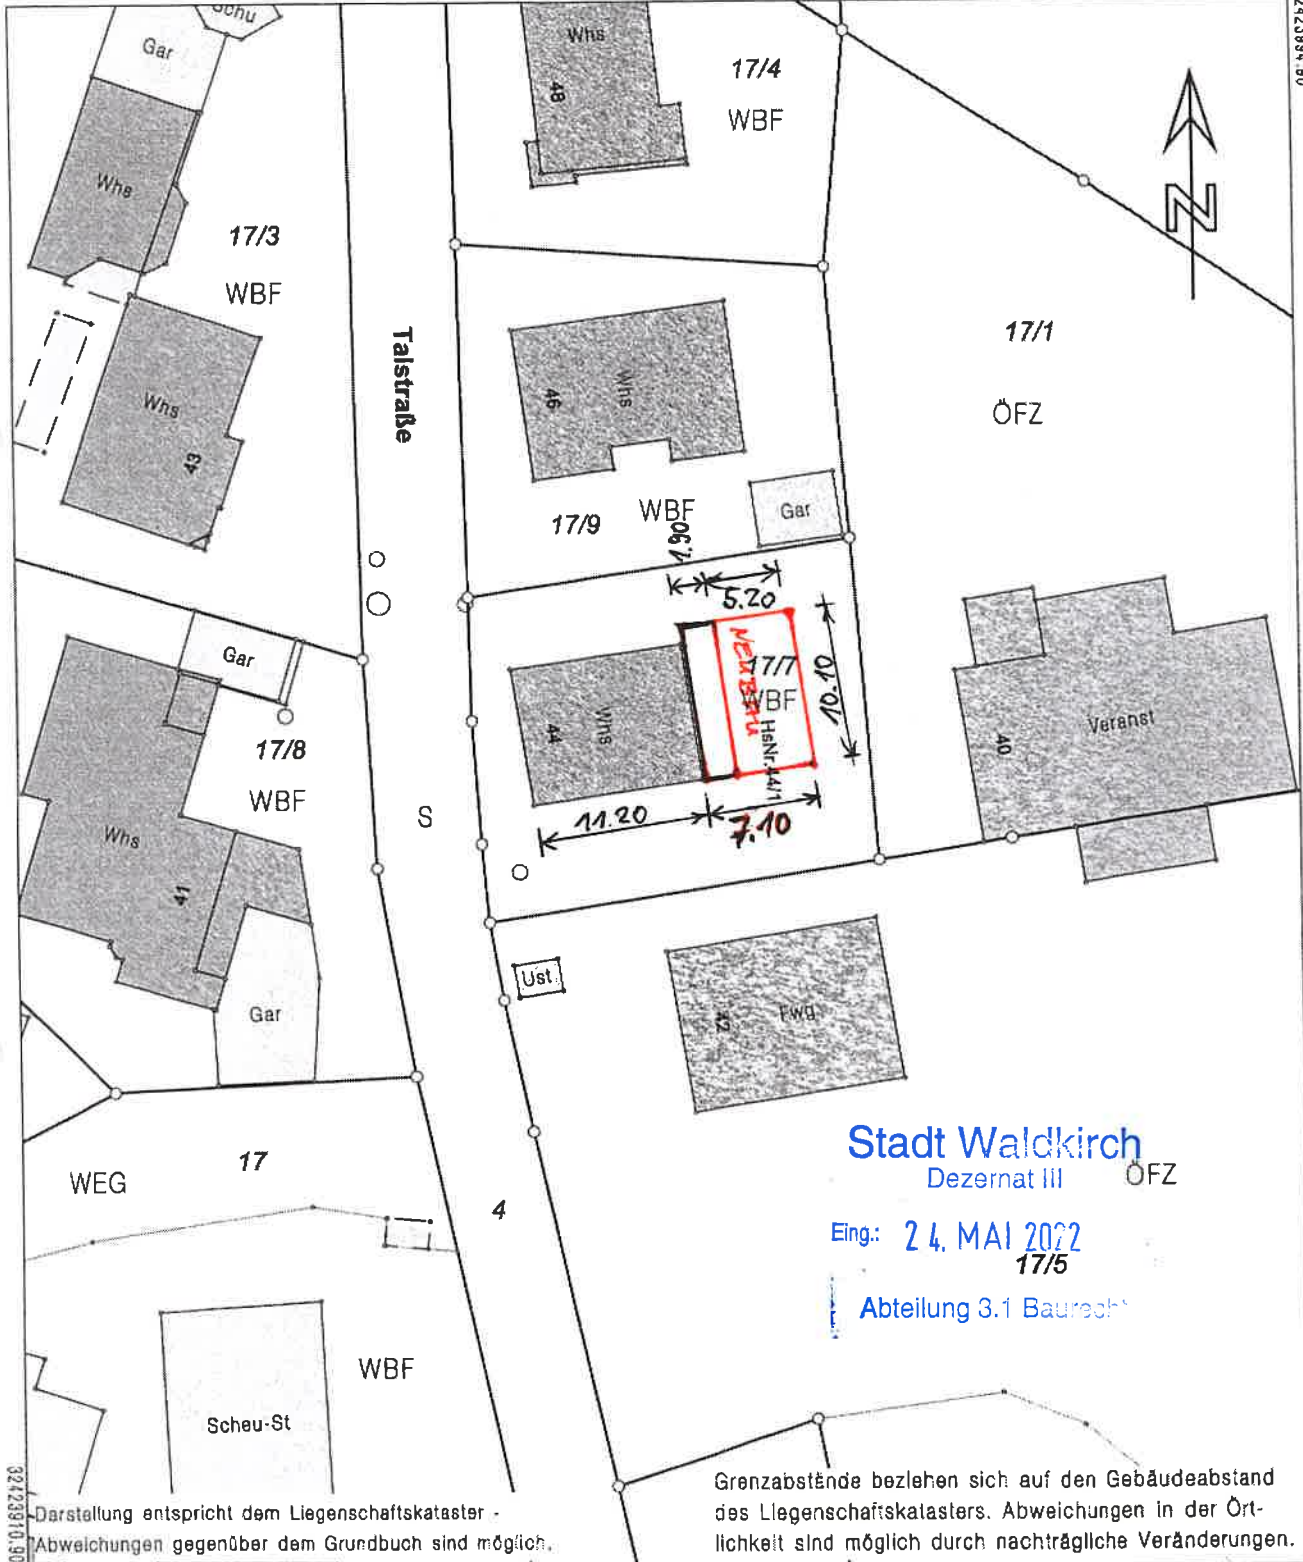 Schu
Gar
Whs
48
17/4
WBF
Whs
17/3
WBF
Talstraße
17/1
ÖFZ
Whs
43
46
Whs
17/9
WBF
Gar
1.90
5.20
NEUBAU
17/7
WBF
HsNr.44/1
10.10
44
Whs
11.20
7.10
Gar
17/8
WBF
Whs
41
Gar
S
Veranst
40
Ust
42
Fwg
N
Stadt Waldkirch
Dezernat III
ÖFZ
Eing.: 24. MAI 2022
17/5
Abteilung 3.1 Baurecht
WEG
17
4
WBF
Scheu-St
32423910.90
Darstellung entspricht dem Liegenschaftskataster -
Abweichungen gegenüber dem Grundbuch sind möglich.
Grenzabstände beziehen sich auf den Gebäudeabstand
des Liegenschaftskatasters. Abweichungen in der Ört-
lichkeit sind möglich durch nachträgliche Veränderungen.